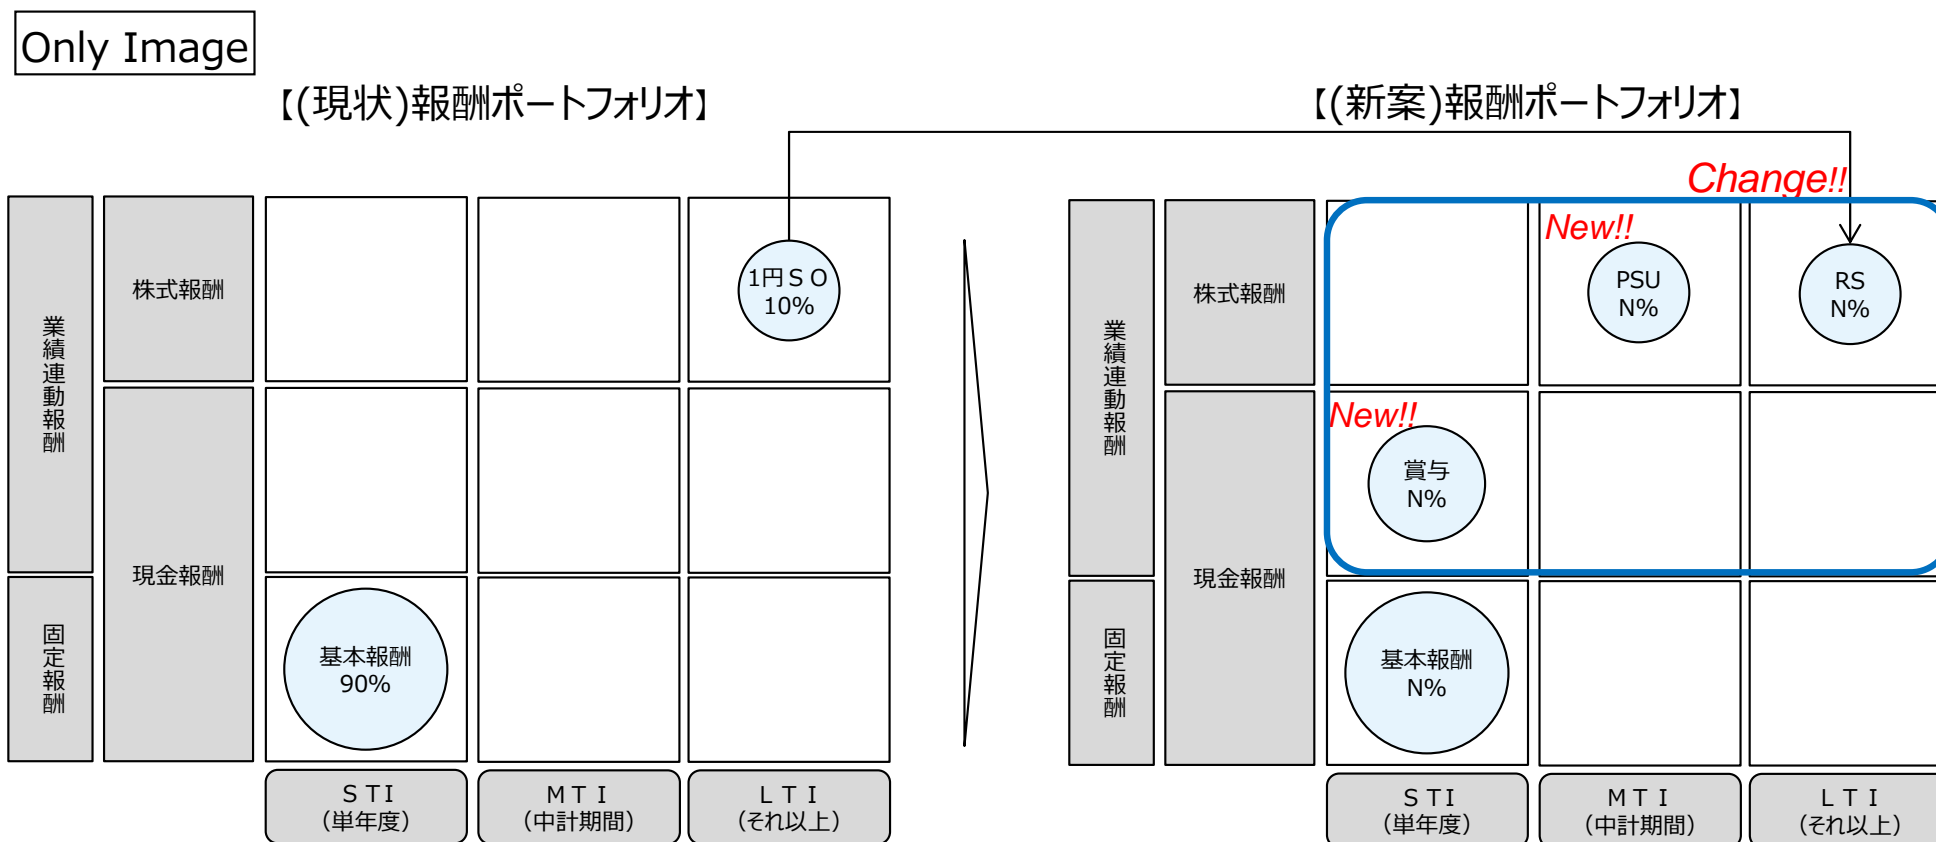 Only Image
【(現状)報酬ポートフォリオ】
業績連動報酬
固定報酬
株式報酬
現金報酬
1円ＳＯ
10%
基本報酬
90%
ＳＴＩ
(単年度)
ＭＴＩ
(中計期間)
ＬＴＩ
(それ以上)
【(新案)報酬ポートフォリオ】
Change!!
業績連動報酬
固定報酬
株式報酬
現金報酬
New!!
PSU
N%
RS
N%
New!!
賞与
N%
基本報酬
N%
ＳＴＩ
(単年度)
ＭＴＩ
(中計期間)
ＬＴＩ
(それ以上)